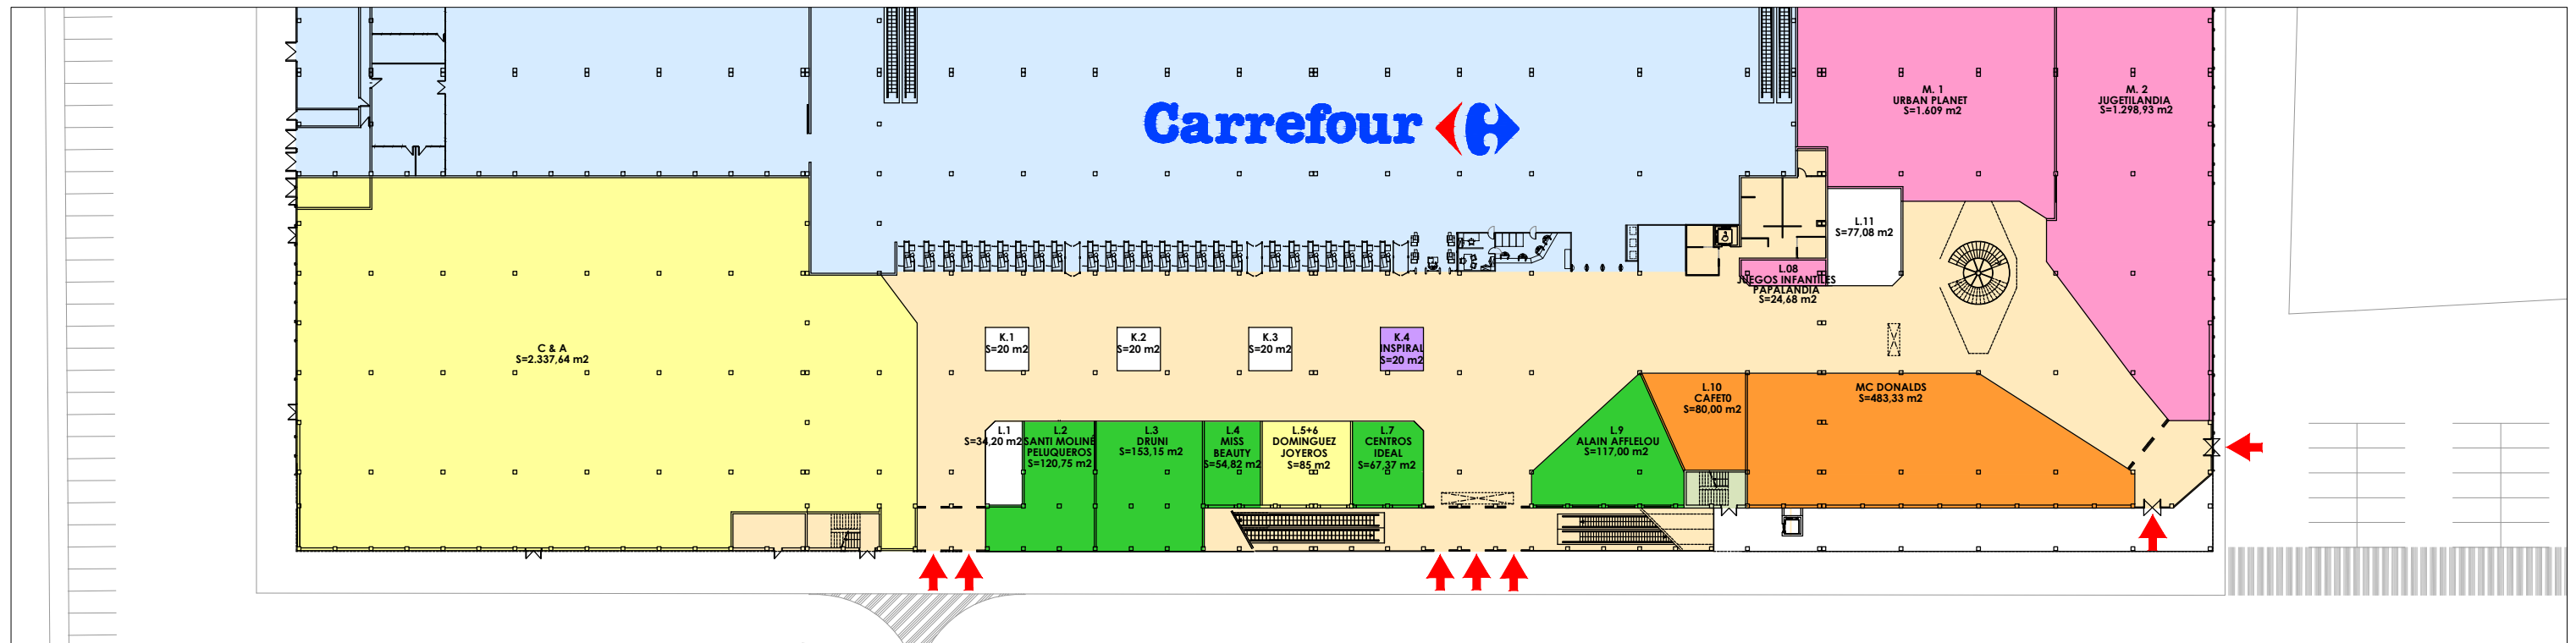 Carrefour
M. 1
URBAN PLANET
S=1.609 m2
M. 2
JUGETILANDIA
S=1.298,93 m2
L.11
S=77,08 m2
L.08
JUEGOS INFANTILES
PAPALANDIA
S=24,68 m2
C & A
S=2.337,64 m2
K.1
S=20 m2
K.2
S=20 m2
K.3
S=20 m2
K.4
INSPIRAL
S=20 m2
L.10
CAFETO
S=80,00 m2
MC DONALDS
S=483,33 m2
L.1
S=34,20 m2
L.2
SANTI MOLINE
PELUQUEROS
S=120,75 m2
L.3
DRUNI
S=153,15 m2
L.4
MISS
BEAUTY
S=54,82 m2
L.5+6
DOMINGUEZ
JOYEROS
S=85 m2
L.7
CENTROS
IDEAL
S=67,37 m2
L.9
ALAIN AFFLELOU
S=117,00 m2